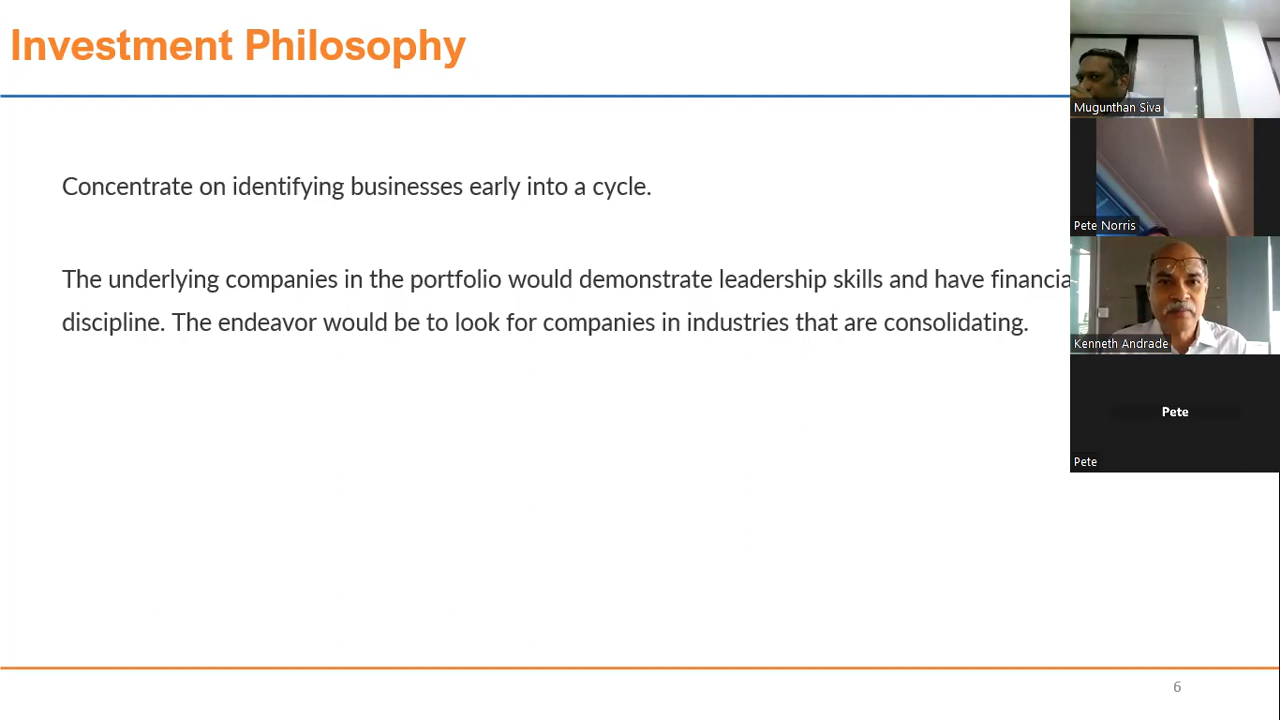 Investment Philosophy
Concentrate on identifying businesses early into a cycle.
The underlying companies in the portfolio would demonstrate leadership skills and have financia
discipline. The endeavor would be to look for companies in industries that are consolidating.
6
Mugunthan Siva
Pete Norris
Kenneth Andrade
Pete
Pete